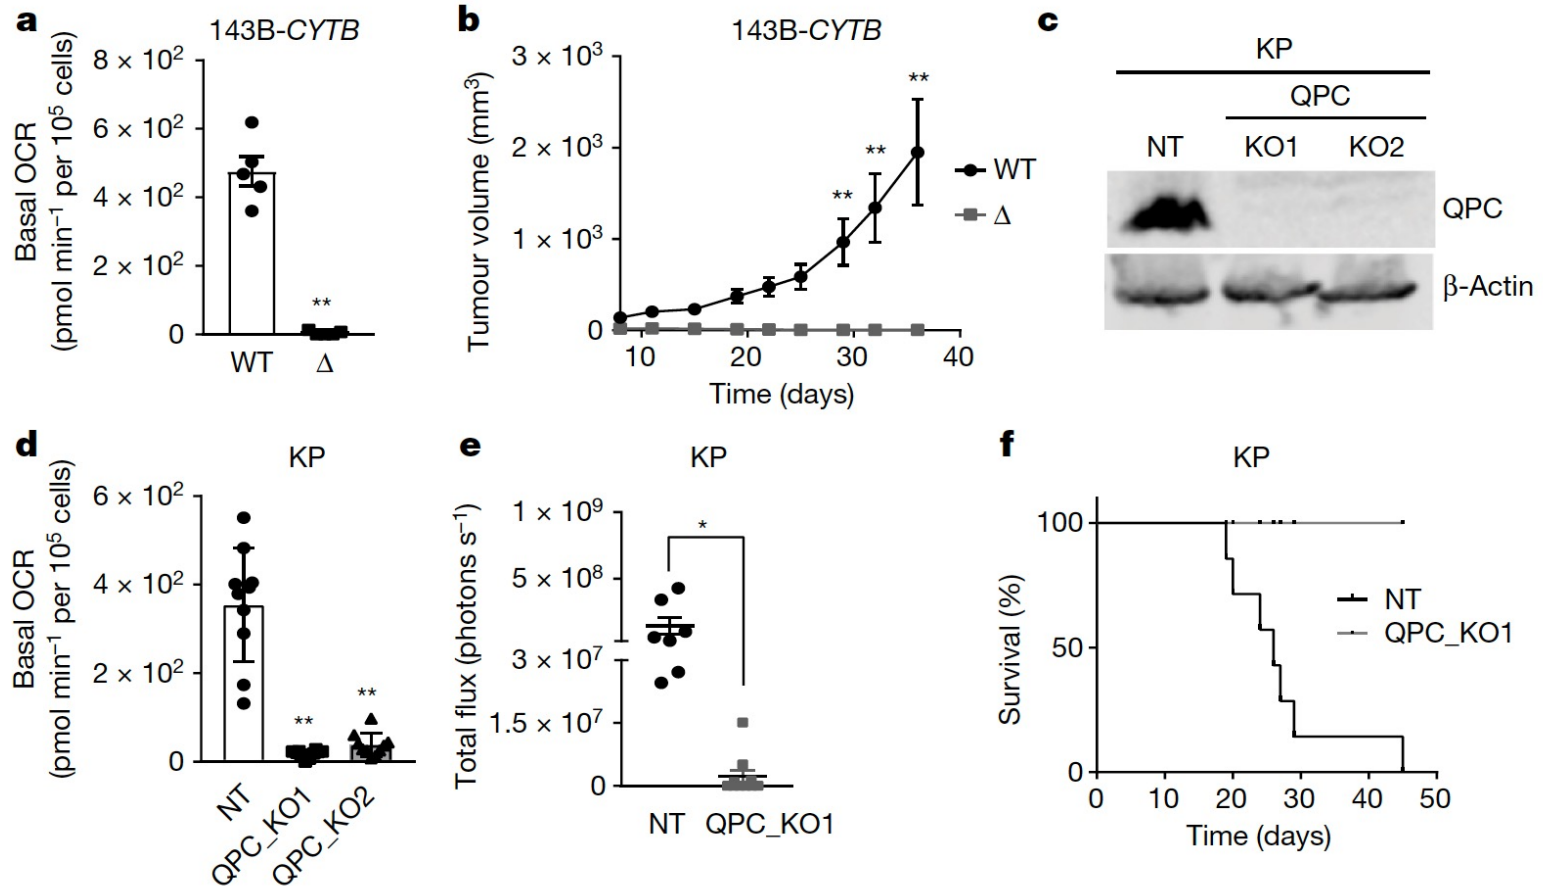 a
143B-CYTB
Basal OCR
(pmol min⁻¹ per 10⁵ cells)
8 × 10²
6 × 10²
4 × 10²
2 × 10²
0
**
WT
Δ
b
143B-CYTB
Tumour volume (mm³)
3 × 10³
2 × 10³
1 × 10³
0
**
**
**
WT
Δ
10
20
30
40
Time (days)
c
KP
QPC
NT
KO1
KO2
QPC
β-Actin
d
KP
Basal OCR
(pmol min⁻¹ per 10⁵ cells)
6 × 10²
4 × 10²
2 × 10²
0
**
**
NT
QPC_KO1
QPC_KO2
e
KP
Total flux (photons s⁻¹)
1 × 10⁹
5 × 10⁸
3 × 10⁷
1.5 × 10⁷
0
*
NT
QPC_KO1
f
KP
Survival (%)
100
50
0
NT
QPC_KO1
0
10
20
30
40
50
Time (days)